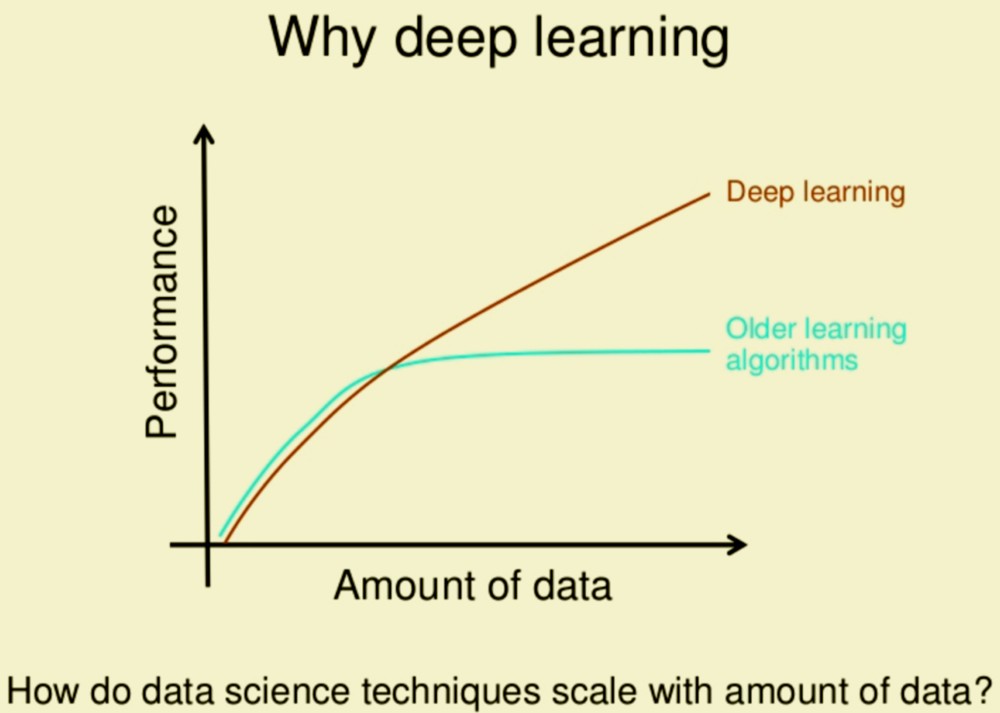 Why deep learning
Performance
Deep learning
Older learning
algorithms
Amount of data
How do data science techniques scale with amount of data?